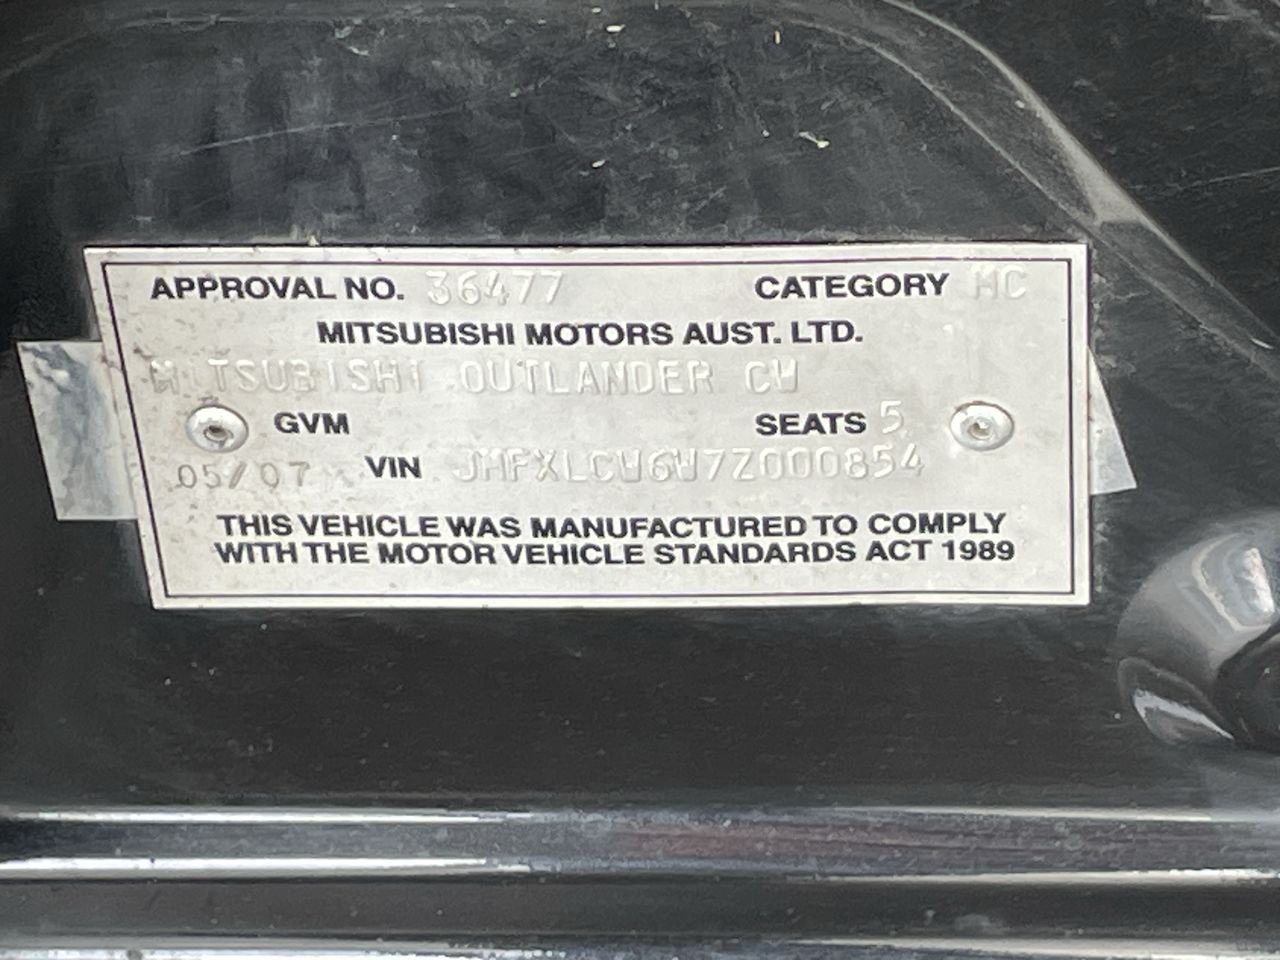 APPROVAL NO. 36477 CATEGORY MC
MITSUBISHI MOTORS AUST. LTD.
MITSUBISHI OUTLANDER CW
GVM SEATS 5
05/07 VIN JMFXLCW6W7Z000854
THIS VEHICLE WAS MANUFACTURED TO COMPLY
WITH THE MOTOR VEHICLE STANDARDS ACT 1989